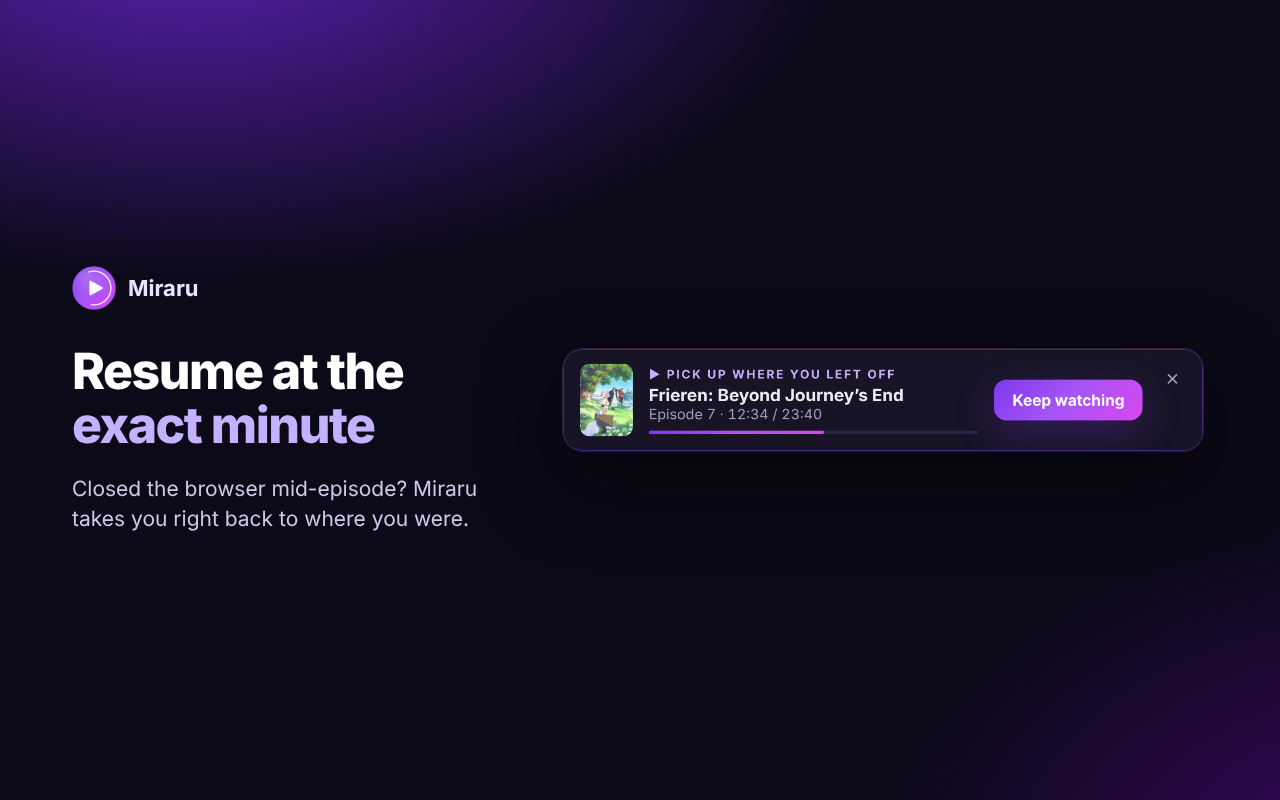 Miraru
Resume at the
exact minute
Closed the browser mid-episode? Miraru
takes you right back to where you were.
▶ PICK UP WHERE YOU LEFT OFF
Frieren: Beyond Journey’s End
Episode 7 · 12:34 / 23:40
Keep watching
✕